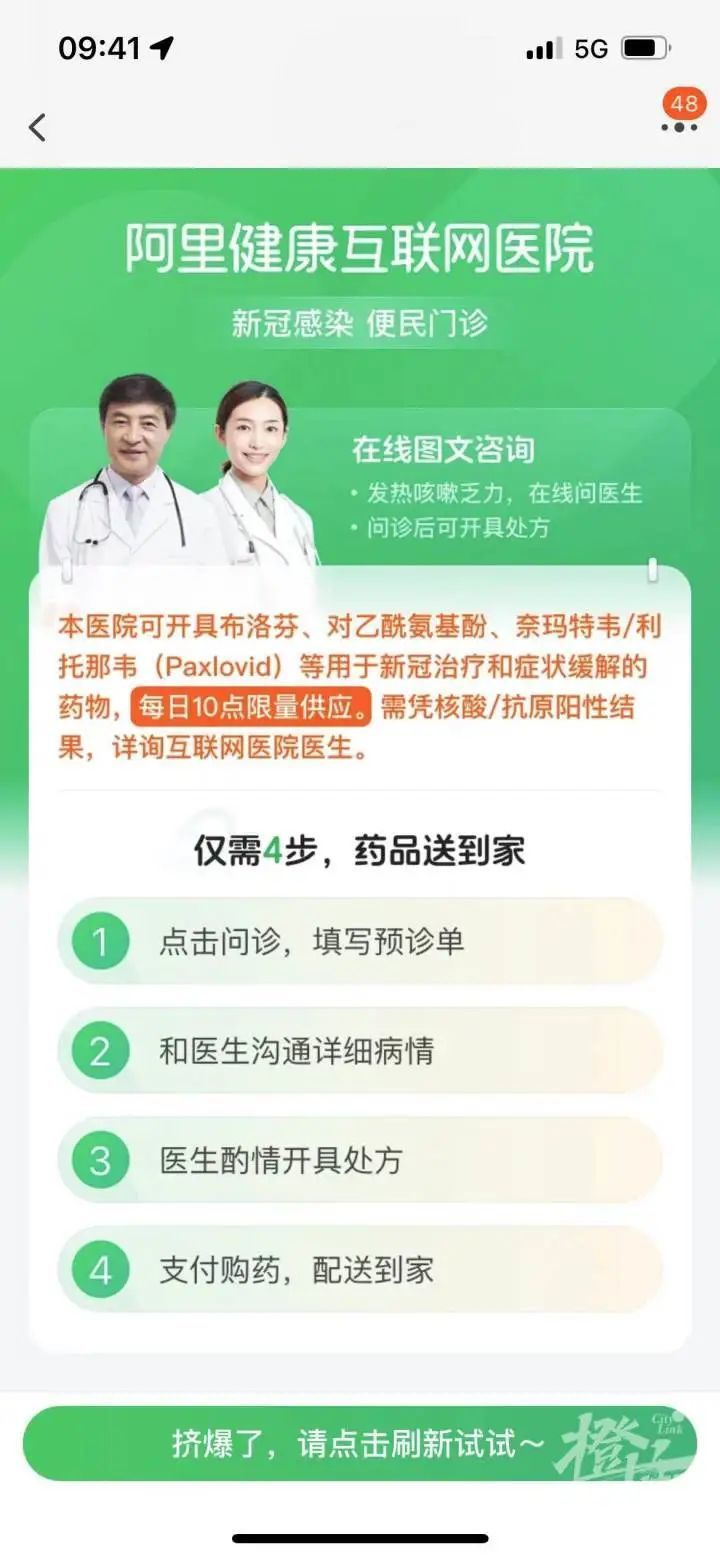 09:41
5G
48
阿里健康互联网医院
新冠感染 便民门诊
在线图文咨询
• 发热咳嗽乏力，在线问医生
• 问诊后可开具处方
本医院可开具布洛芬、对乙酰氨基酚、奈玛特韦/利
托那韦（Paxlovid）等用于新冠治疗和症状缓解的
药物，每日10点限量供应。需凭核酸/抗原阳性结
果，详询互联网医院医生。
仅需4步，药品送到家
1 点击问诊，填写预诊单
2 和医生沟通详细病情
3 医生酌情开具处方
4 支付购药，配送到家
挤爆了，请点击刷新试试～
City
Link
橙